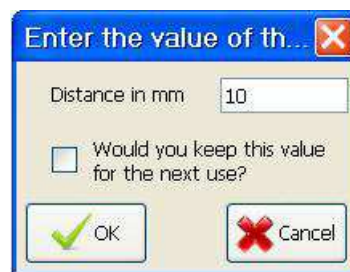 Enter the value of th...
Distance in mm 10
Would you keep this value
for the next use?
OK Cancel